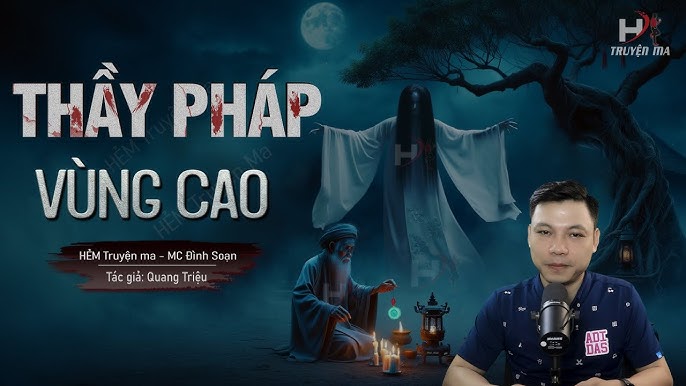 H
TRUYỆN MA
THẦY PHÁP
VÙNG CAO
HẺM Truyện ma - MC Đình Soạn
Tác giả: Quang Triệu
ADI
DAS